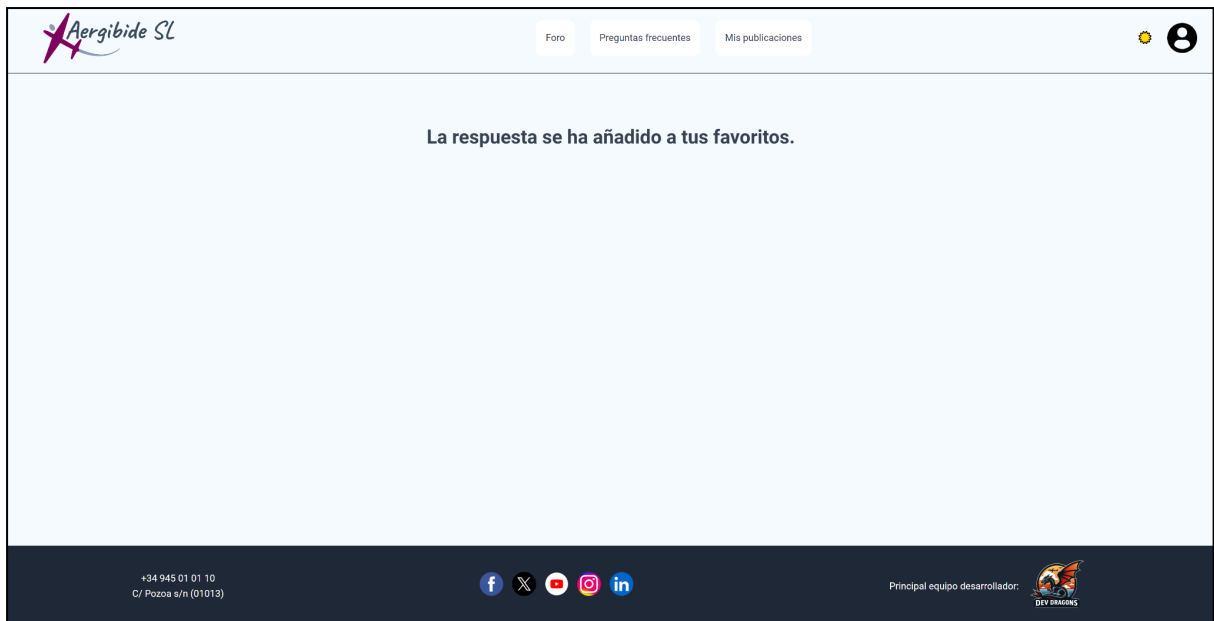 Aergibide SL
Foro
Preguntas frecuentes
Mis publicaciones
La respuesta se ha añadido a tus favoritos.
+34 945 01 01 10
C/ Pozoa s/n (01013)
f
X
in
Principal equipo desarrollador:
DEV DRAGONS